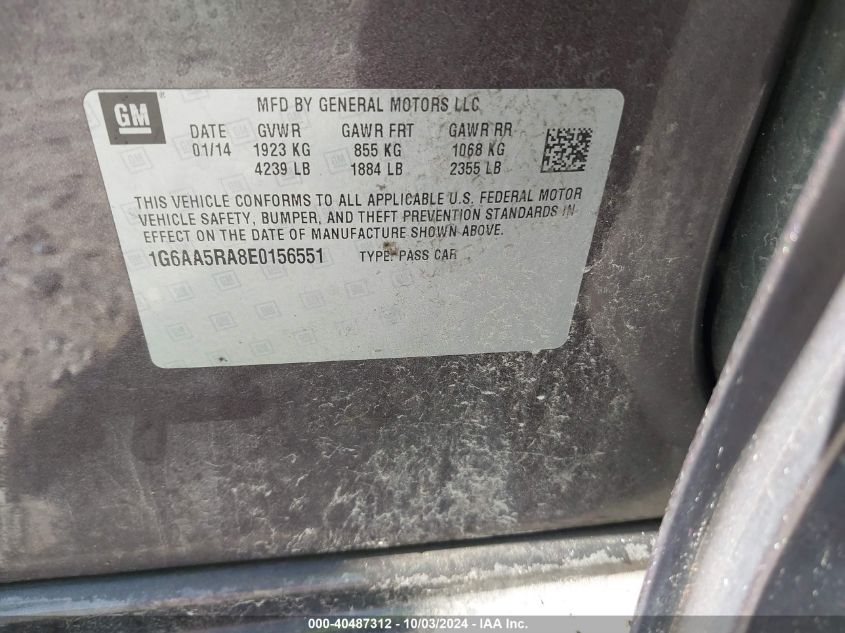 GM
MFD BY GENERAL MOTORS LLC
DATE GVWR GAWR FRT GAWR RR
01/14 1923 KG 855 KG 1068 KG
4239 LB 1884 LB 2355 LB
THIS VEHICLE CONFORMS TO ALL APPLICABLE U.S. FEDERAL MOTOR
VEHICLE SAFETY, BUMPER, AND THEFT PREVENTION STANDARDS IN
EFFECT ON THE DATE OF MANUFACTURE SHOWN ABOVE.
1G6AA5RA8E0156551 TYPE: PASS CAR
000-40487312 - 10/03/2024 - IAA Inc.